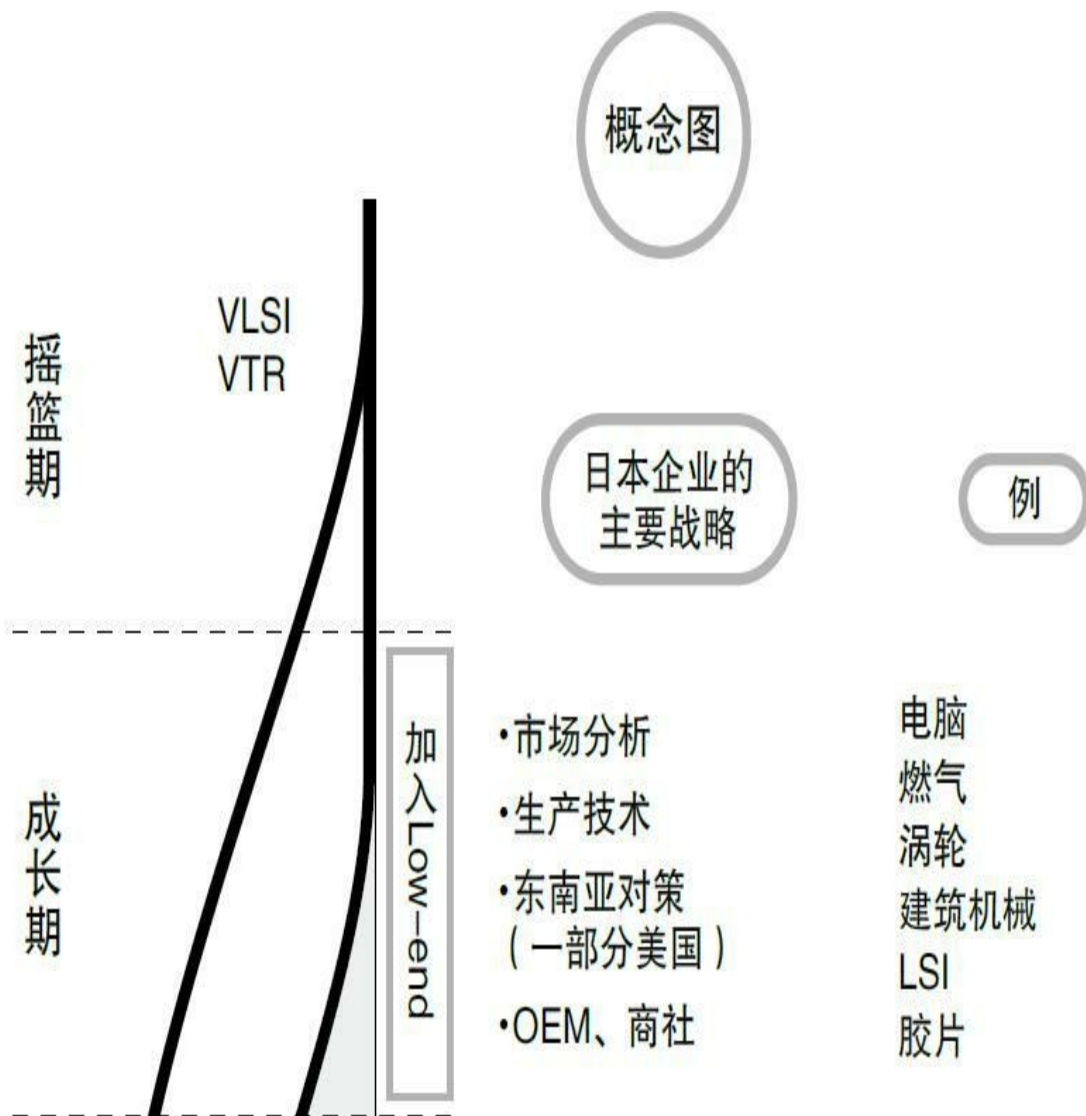 概念图
VLSI
VTR
摇篮期
日本企业的
主要战略
例
成长期
加入Low-end
•市场分析
•生产技术
•东南亚对策
(一部分美国)
•OEM、商社
电脑
燃气
涡轮
建筑机械
LSI
胶片